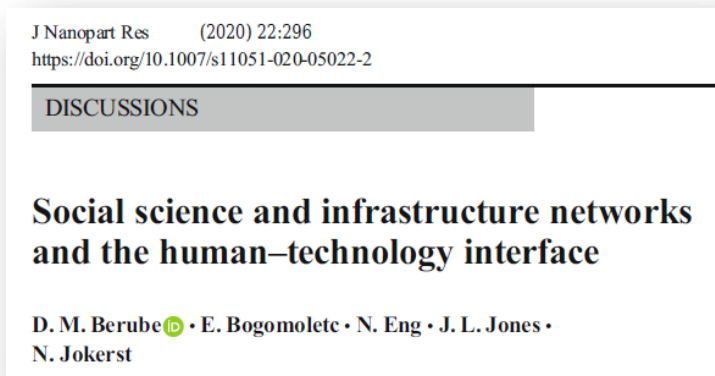 J Nanopart Res (2020) 22:296
https://doi.org/10.1007/s11051-020-05022-2
DISCUSSIONS
Social science and infrastructure networks
and the human–technology interface
D. M. Berube iD · E. Bogomoletc · N. Eng · J. L. Jones ·
N. Jokerst